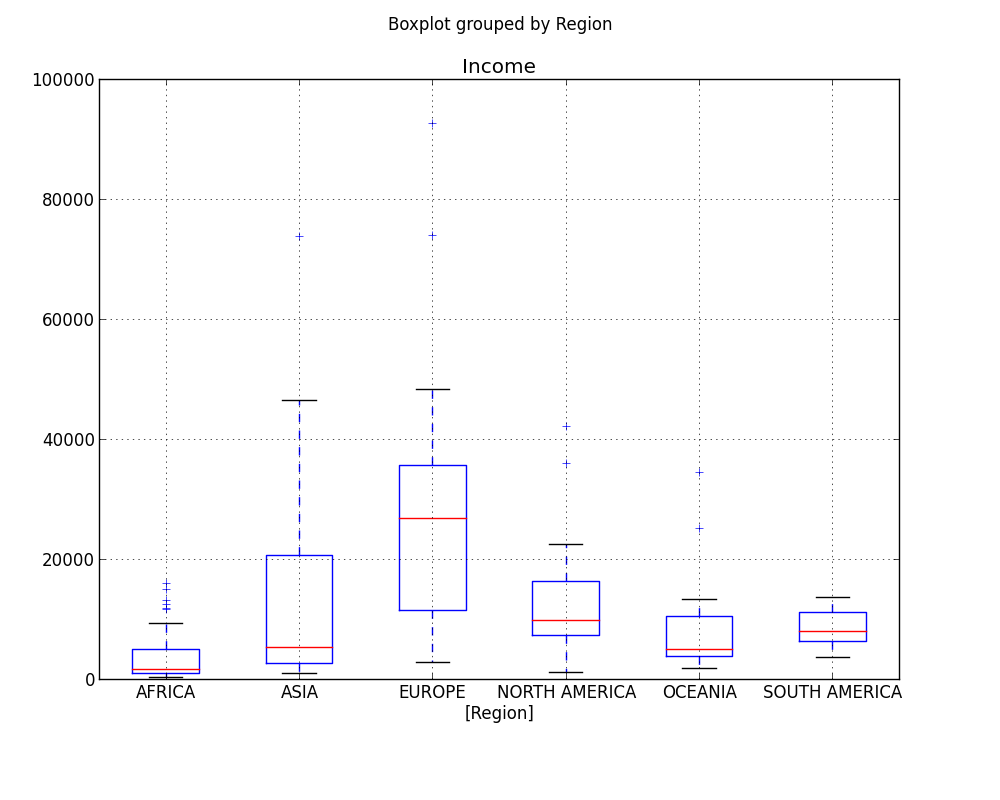 Boxplot grouped by Region
Income
100000
80000
60000
40000
20000
0
AFRICA ASIA EUROPE NORTH AMERICA OCEANIA SOUTH AMERICA
[Region]